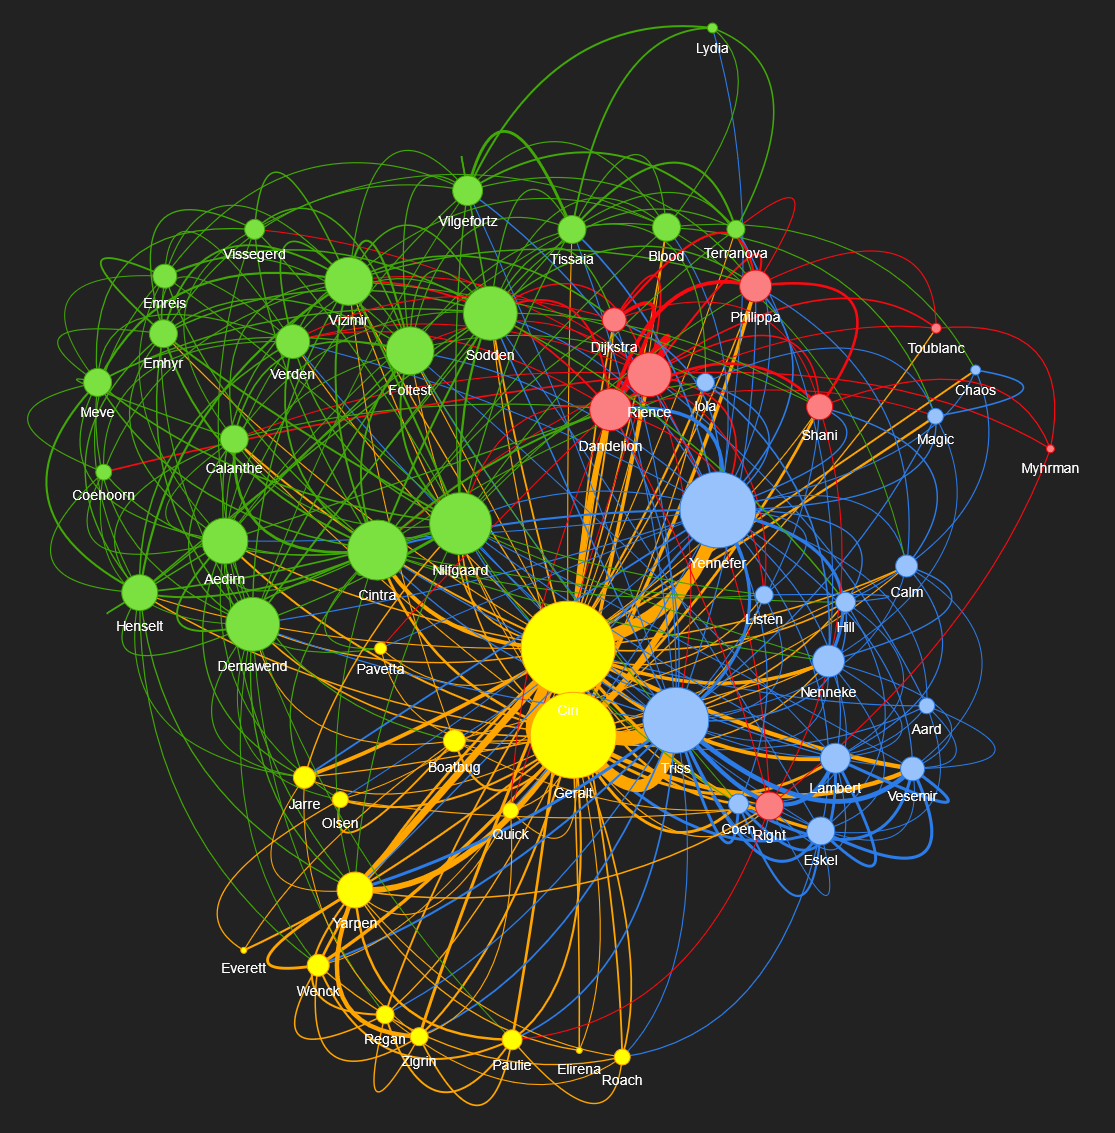 Lydia
Vilgefortz
Tissaia
Blood
Terranova
Vissegerd
Emreis
Vizimir
Sodden
Philippa
Emhyr
Verden
Foltest
Dijkstra
Toublanc
Chaos
Meve
Rience
Iola
Dandelion
Shani
Magic
Calanthe
Myhrman
Coehoorn
Yennefer
Nilfgaard
Aedirn
Cintra
Calm
Henselt
Listen
Hill
Demawend
Pavetta
Nenneke
Ciri
Aard
Boathug
Triss
Geralt
Lambert
Vesemir
Jarre
Olsen
Quick
Coen
Right
Eskel
Yarpen
Everett
Wenck
Regan
Zigrin
Paulie
Elirena
Roach